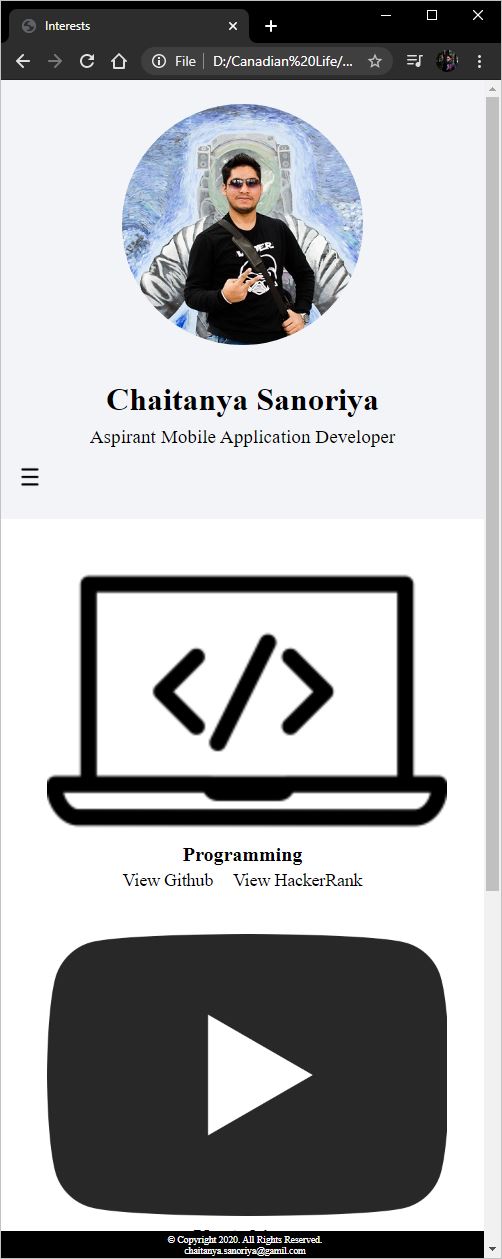 Interests
File
D:/Canadian%20Life/...
Chaitanya Sanoriya
Aspirant Mobile Application Developer
Programming
View Github View HackerRank
© Copyright 2020. All Rights Reserved.
chaitanya.sanoriya@gamil.com